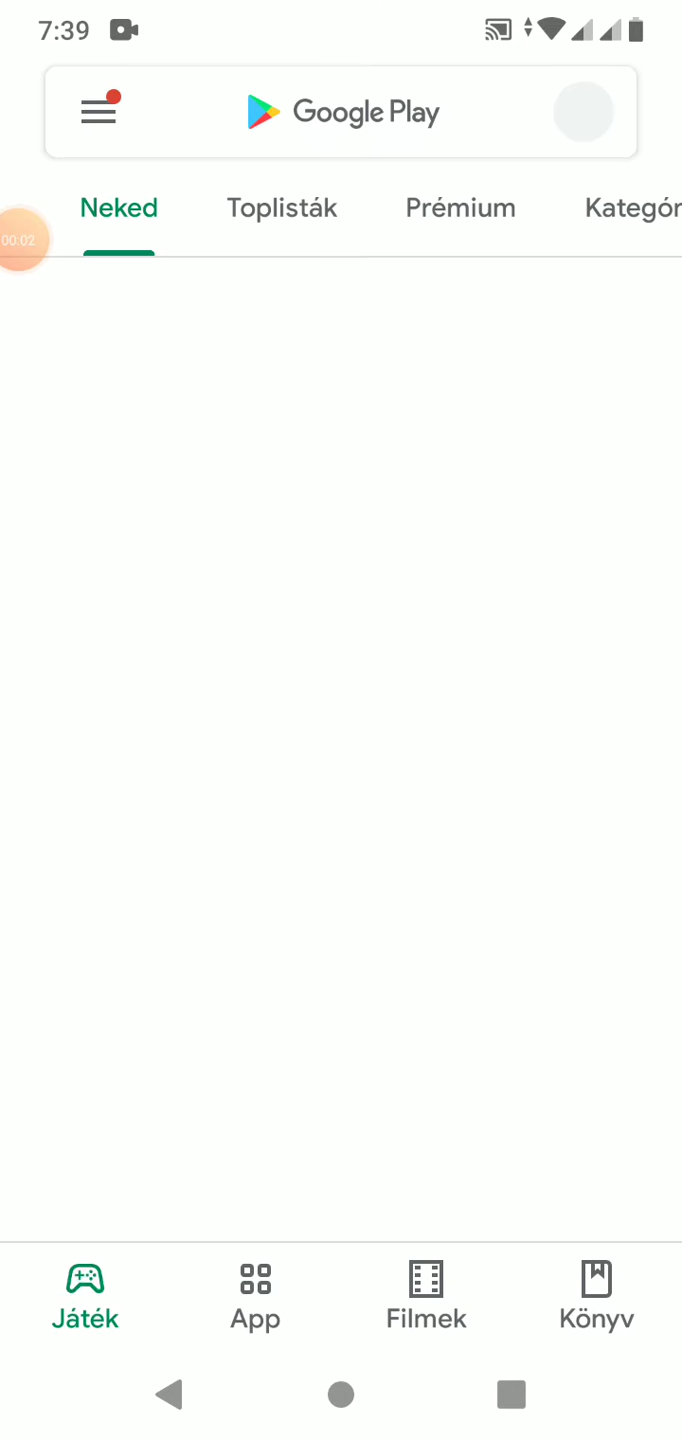 7:39
Google Play
Neked Toplisták Prémium Kategór
00:02
Játék App Filmek Könyv